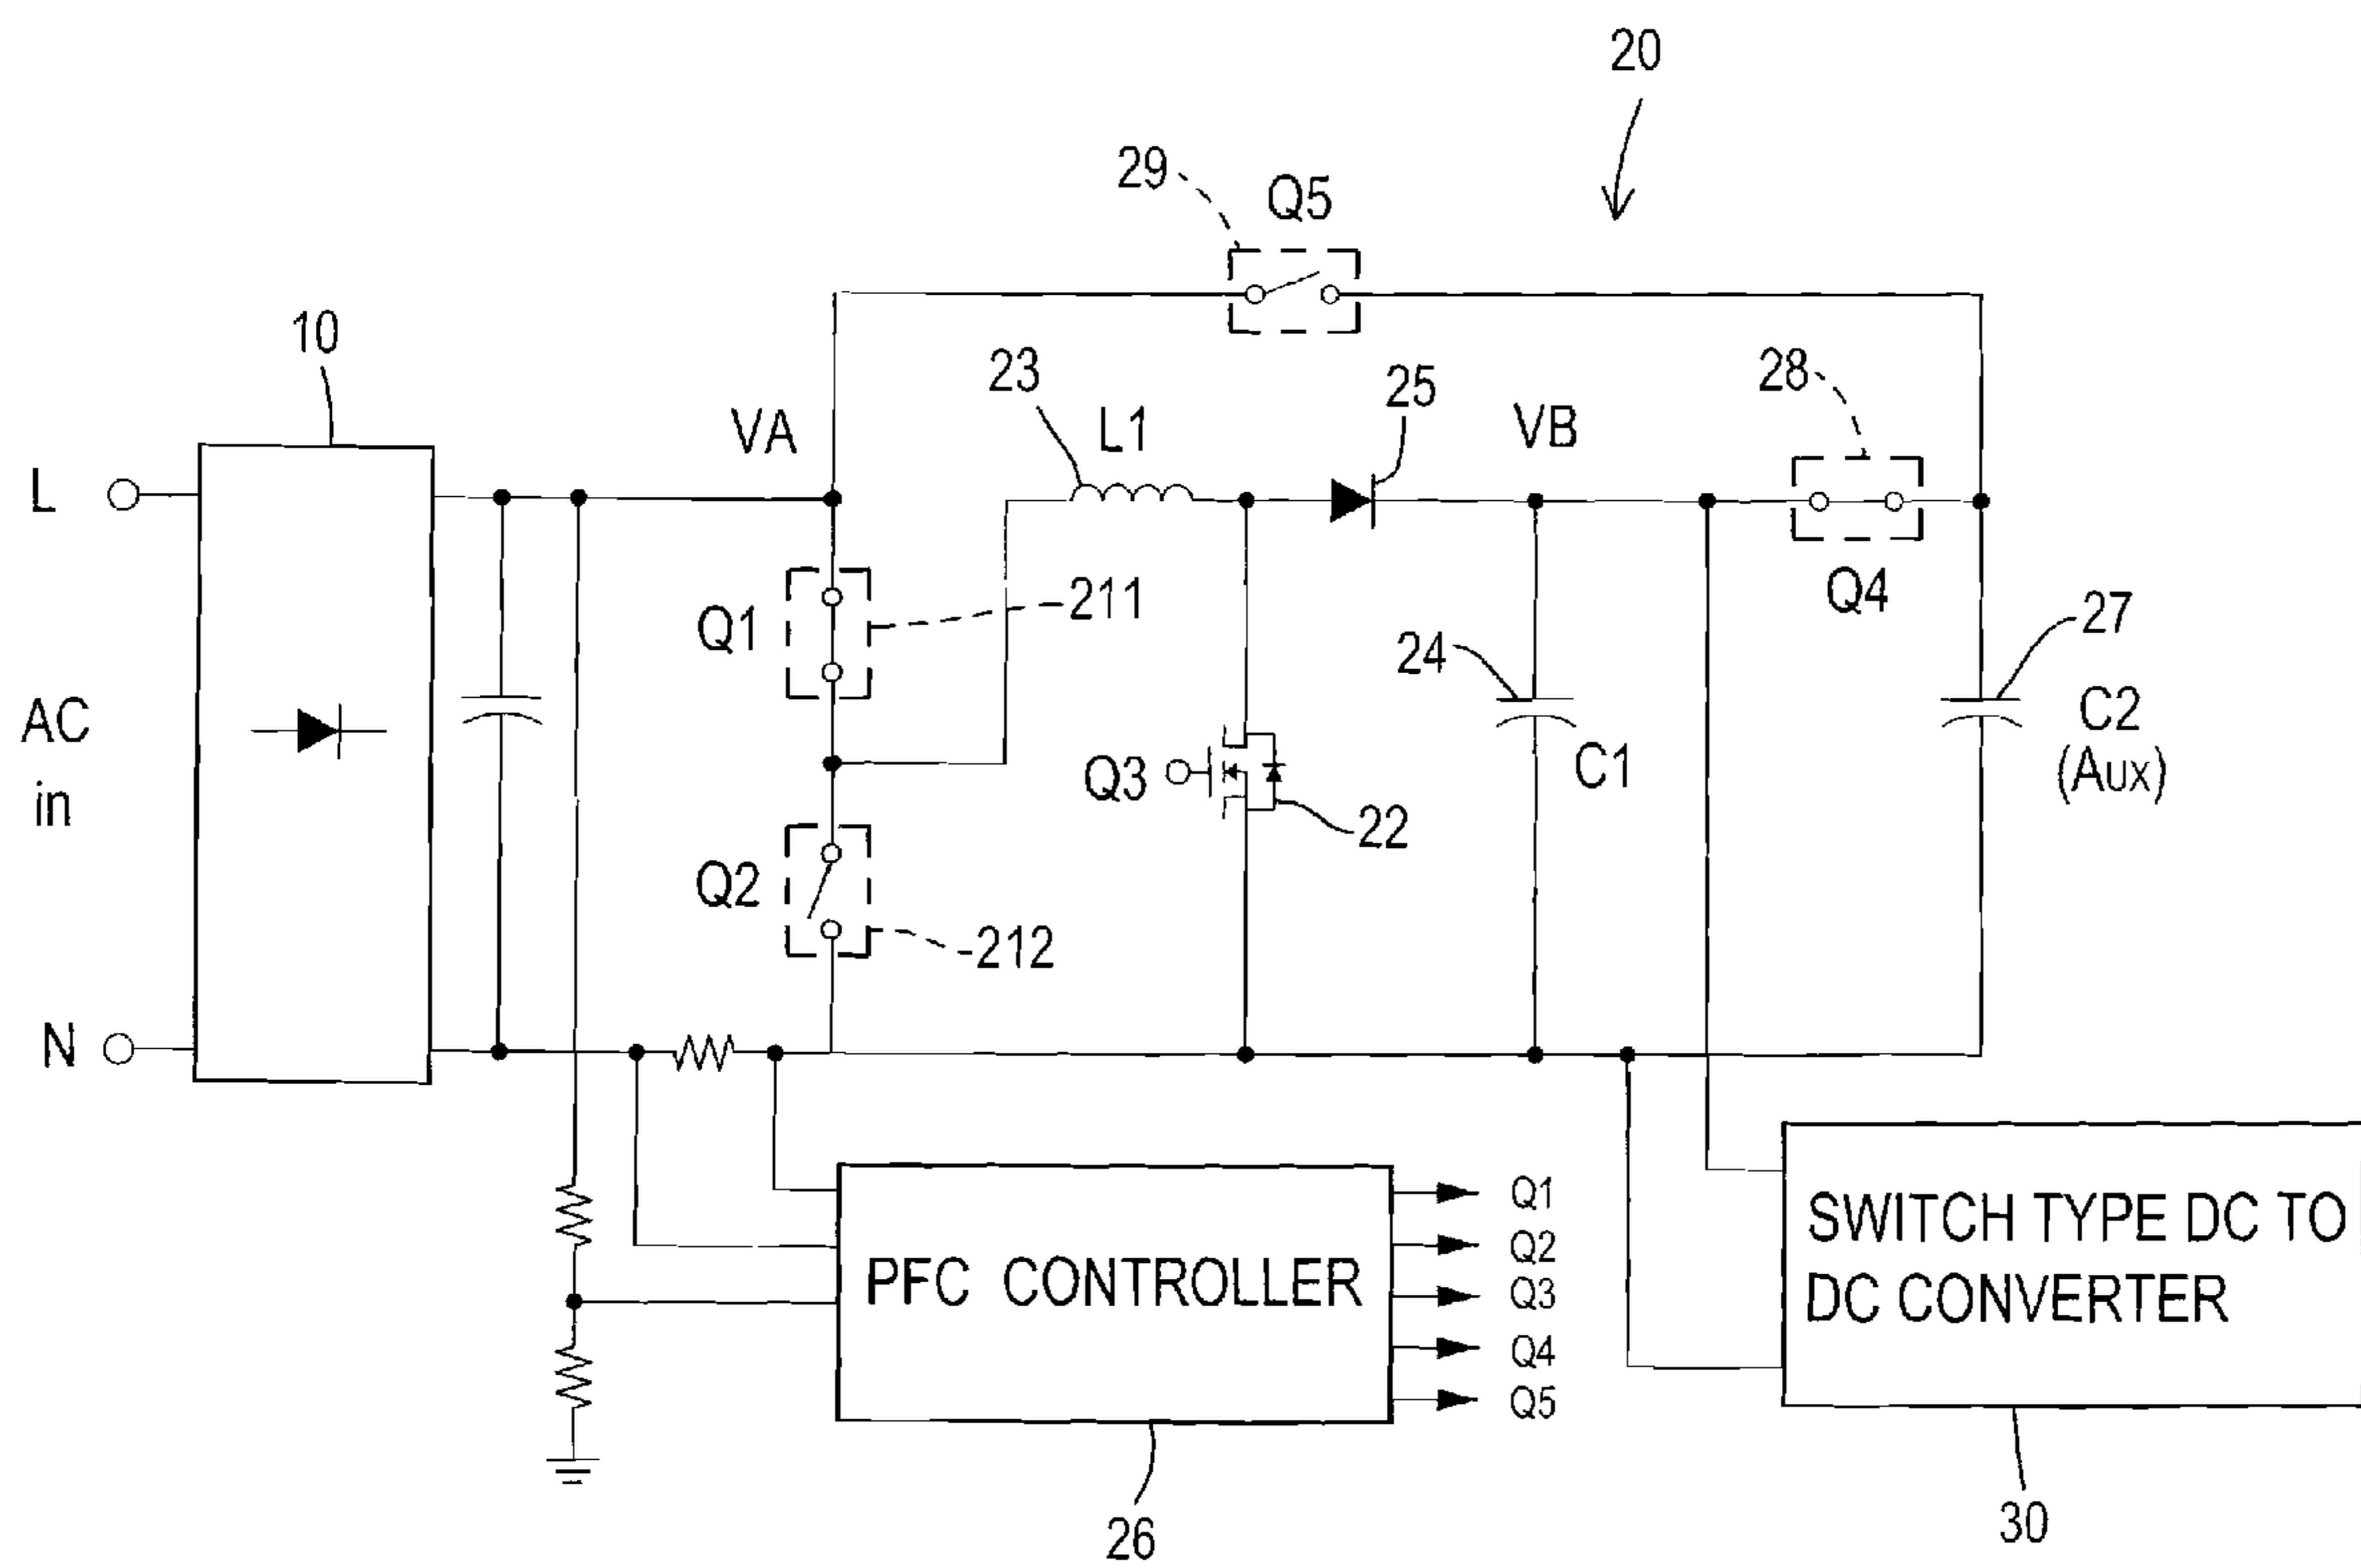 20
29
Q5
10
23
L1
25
28
VA
VB
L
Q1
211
24
Q4
27
AC
in
Q3
C1
C2
(Aux)
22
Q2
212
N
PFC CONTROLLER
Q1
Q2
Q3
Q4
Q5
SWITCH TYPE DC TO
DC CONVERTER
26
30